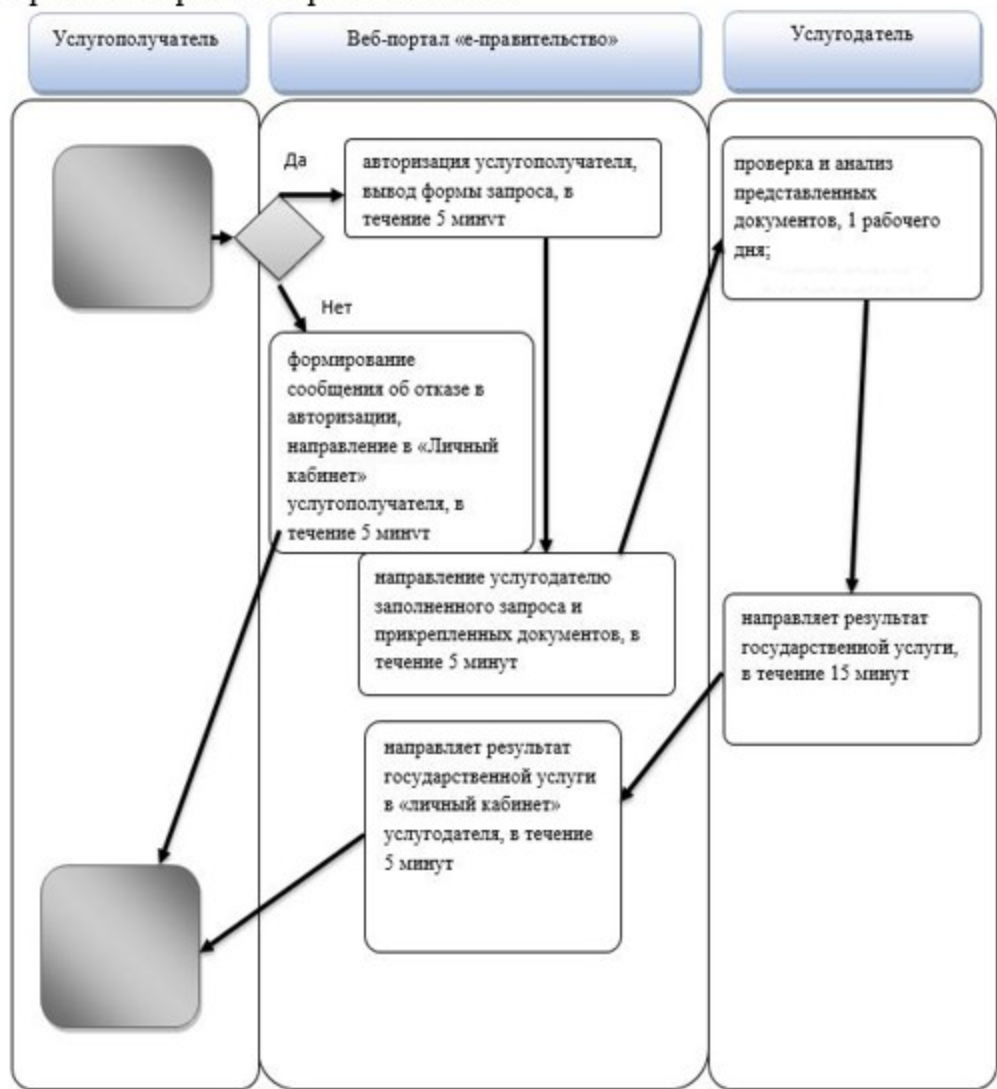 Услугополучатель
Веб-портал «е-правительство»
Услугодатель
Да
авторизация услугополучателя,
вывод формы запроса, в
течение 5 минут
проверка и анализ
представленных
документов, 1 рабочего
дня;
Нет
формирование
сообщения об отказе в
авторизации,
направление в «Личный
кабинет»
услугополучателя, в
течение 5 минут
направление услугодателю
заполненного запроса и
прикрепленных документов, в
течение 5 минут
направляет результат
государственной услуги,
в течение 15 минут
направляет результат
государственной услуги
в «личный кабинет»
услугодателя, в течение
5 минут